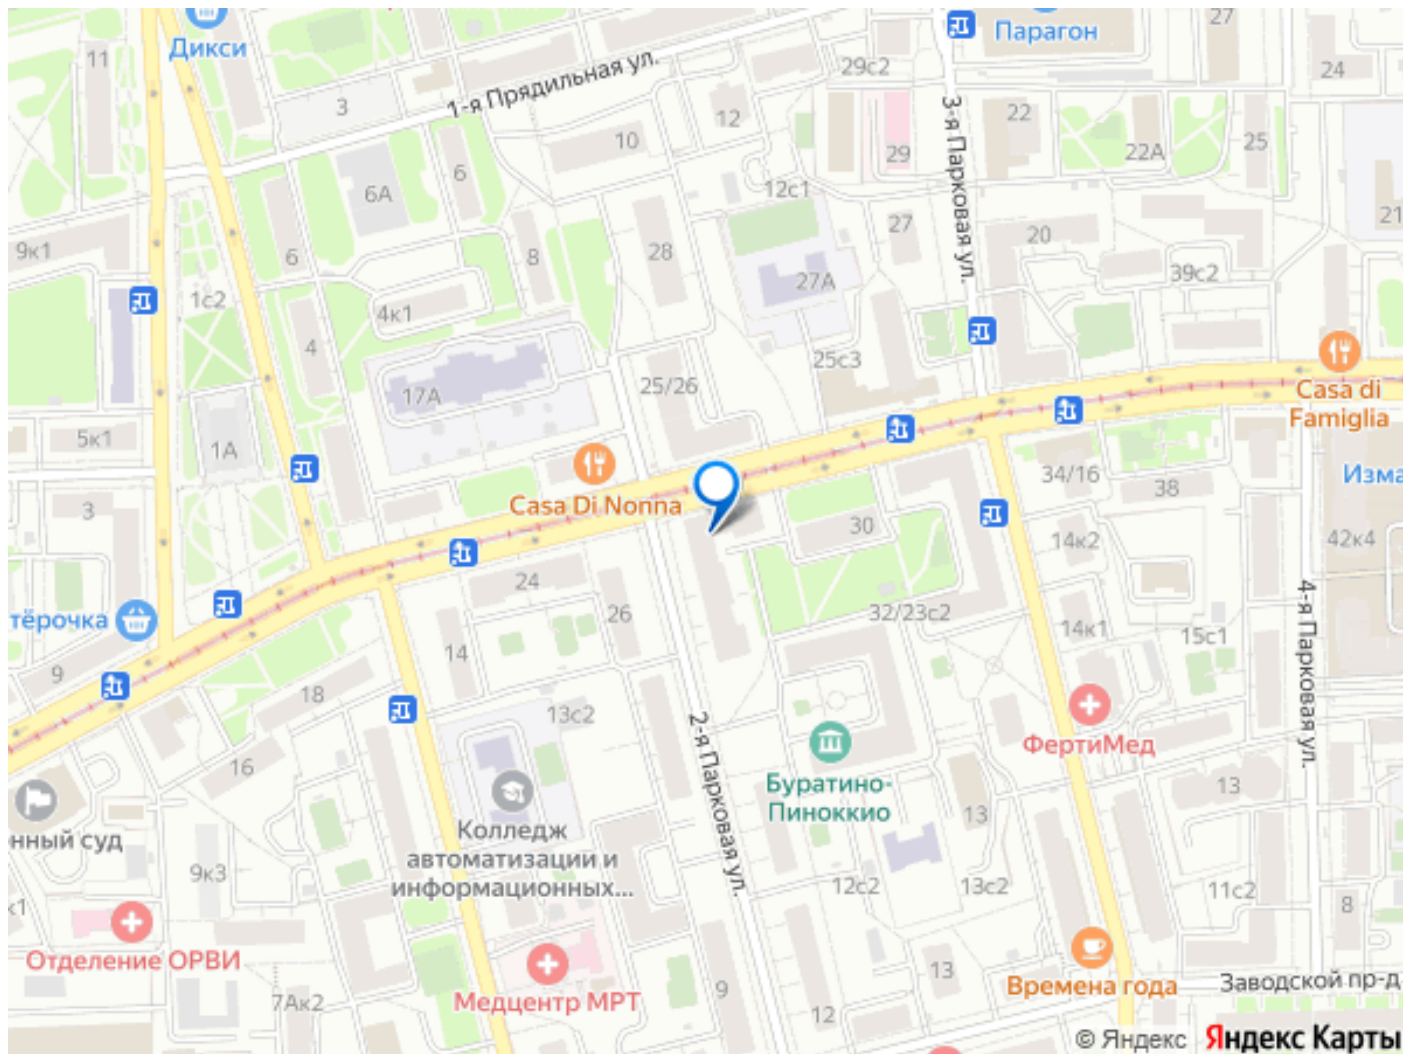 Дикси
Парагон
27
11
1-я Прядильная ул.
29с2
24
3
12
22
3-я Парковая ул.
10
29
22А
25
6
6А
12с1
21
27
20
9к1
6
8
28
39с2
1с2
27А
4к1
4
25с3
17А
25/26
Casa di
Famiglia
5к1
1А
34/16
Изма
38
Casa Di Nonna
3
30
14к2
42к4
24
тёрочка
26
32/23с2
14к1
15с1
4-я Парковая ул.
14
9
18
13с2
2-я Парковая ул.
ФертиМед
16
Буратино-
Пиноккио
13
13
нный суд
Колледж
автоматизации и
информационных...
9к3
12с2
13с2
11с2
8
к1
Отделение ОРВИ
13
Времена года
Заводской пр-д
7Ак2
Медцентр МРТ
9
12
© Яндекс
Яндекс Карты